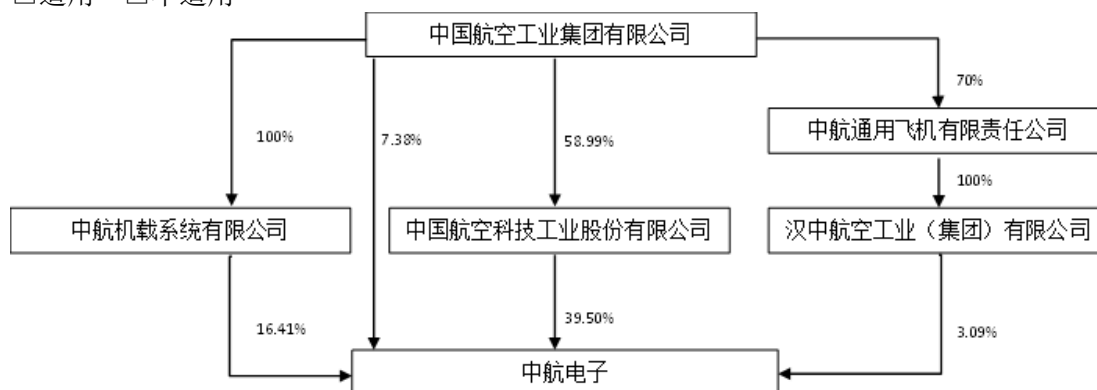 中国航空工业集团有限公司
70%
中航通用飞机有限责任公司
100%
7.38%
58.99%
100%
中航机载系统有限公司
中国航空科技工业股份有限公司
汉中航空工业（集团）有限公司
16.41%
39.50%
3.09%
中航电子